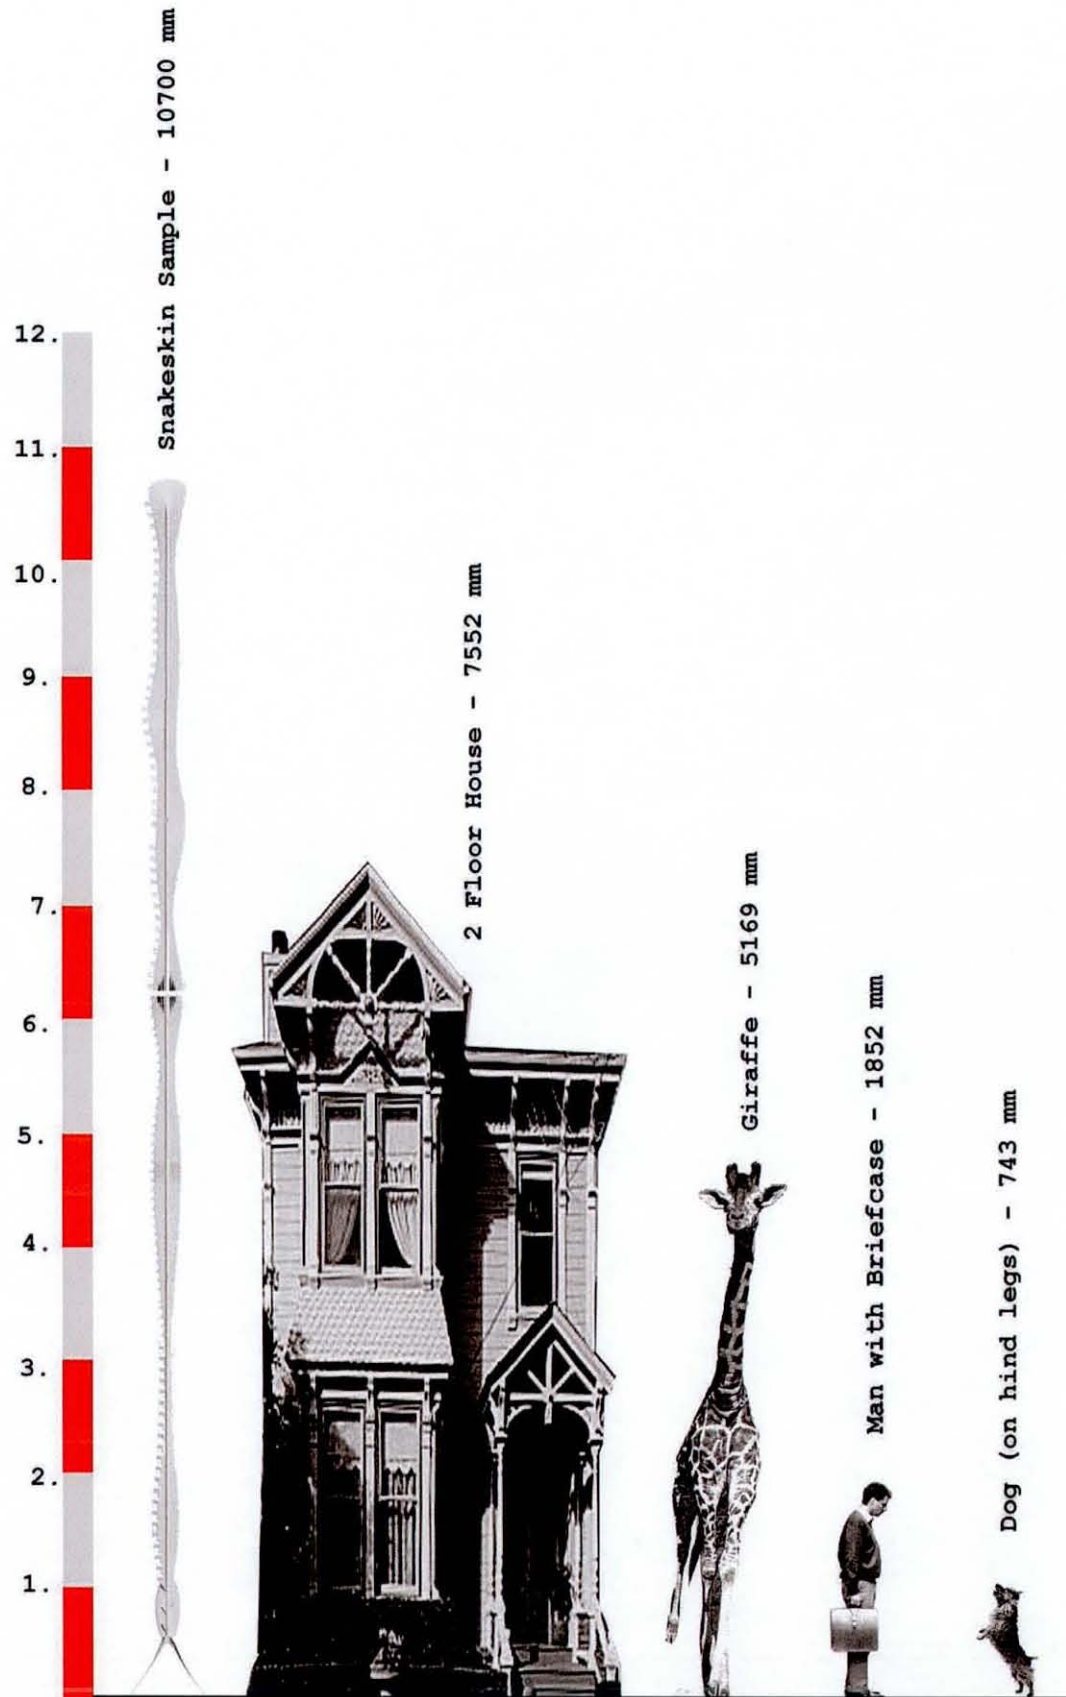 Snakeskin Sample - 10700 mm
2 Floor House - 7552 mm
Giraffe - 5169 mm
Man with Briefcase - 1852 mm
Dog (on hind legs) - 743 mm
12.
11.
10.
9.
8.
7.
6.
5.
4.
3.
2.
1.